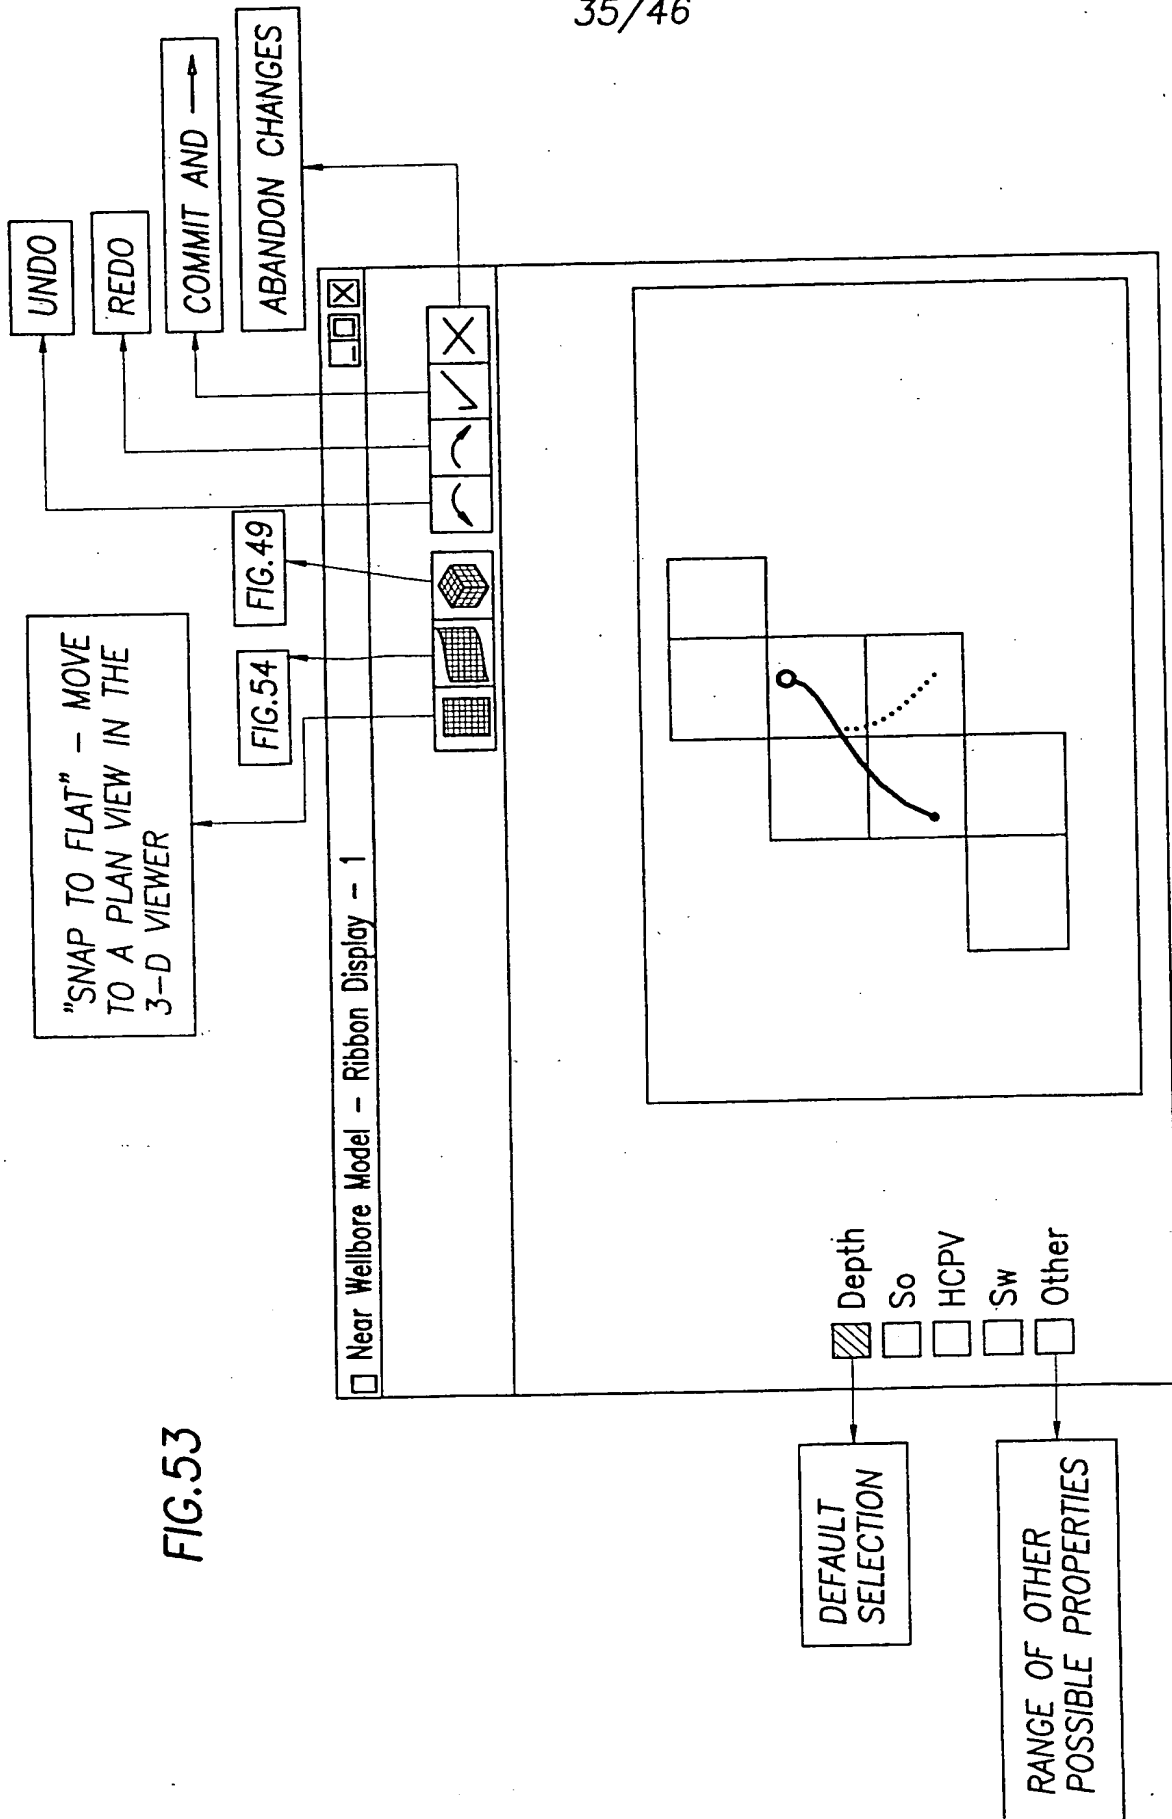 35/46
FIG.53
"SNAP TO FLAT" – MOVE
TO A PLAN VIEW IN THE
3–D VIEWER
UNDO
REDO
COMMIT AND
ABANDON CHANGES
FIG.54
FIG.49
Near Wellbore Model – Ribbon Display – 1
Depth
So
HCPV
Sw
Other
DEFAULT
SELECTION
RANGE OF OTHER
POSSIBLE PROPERTIES